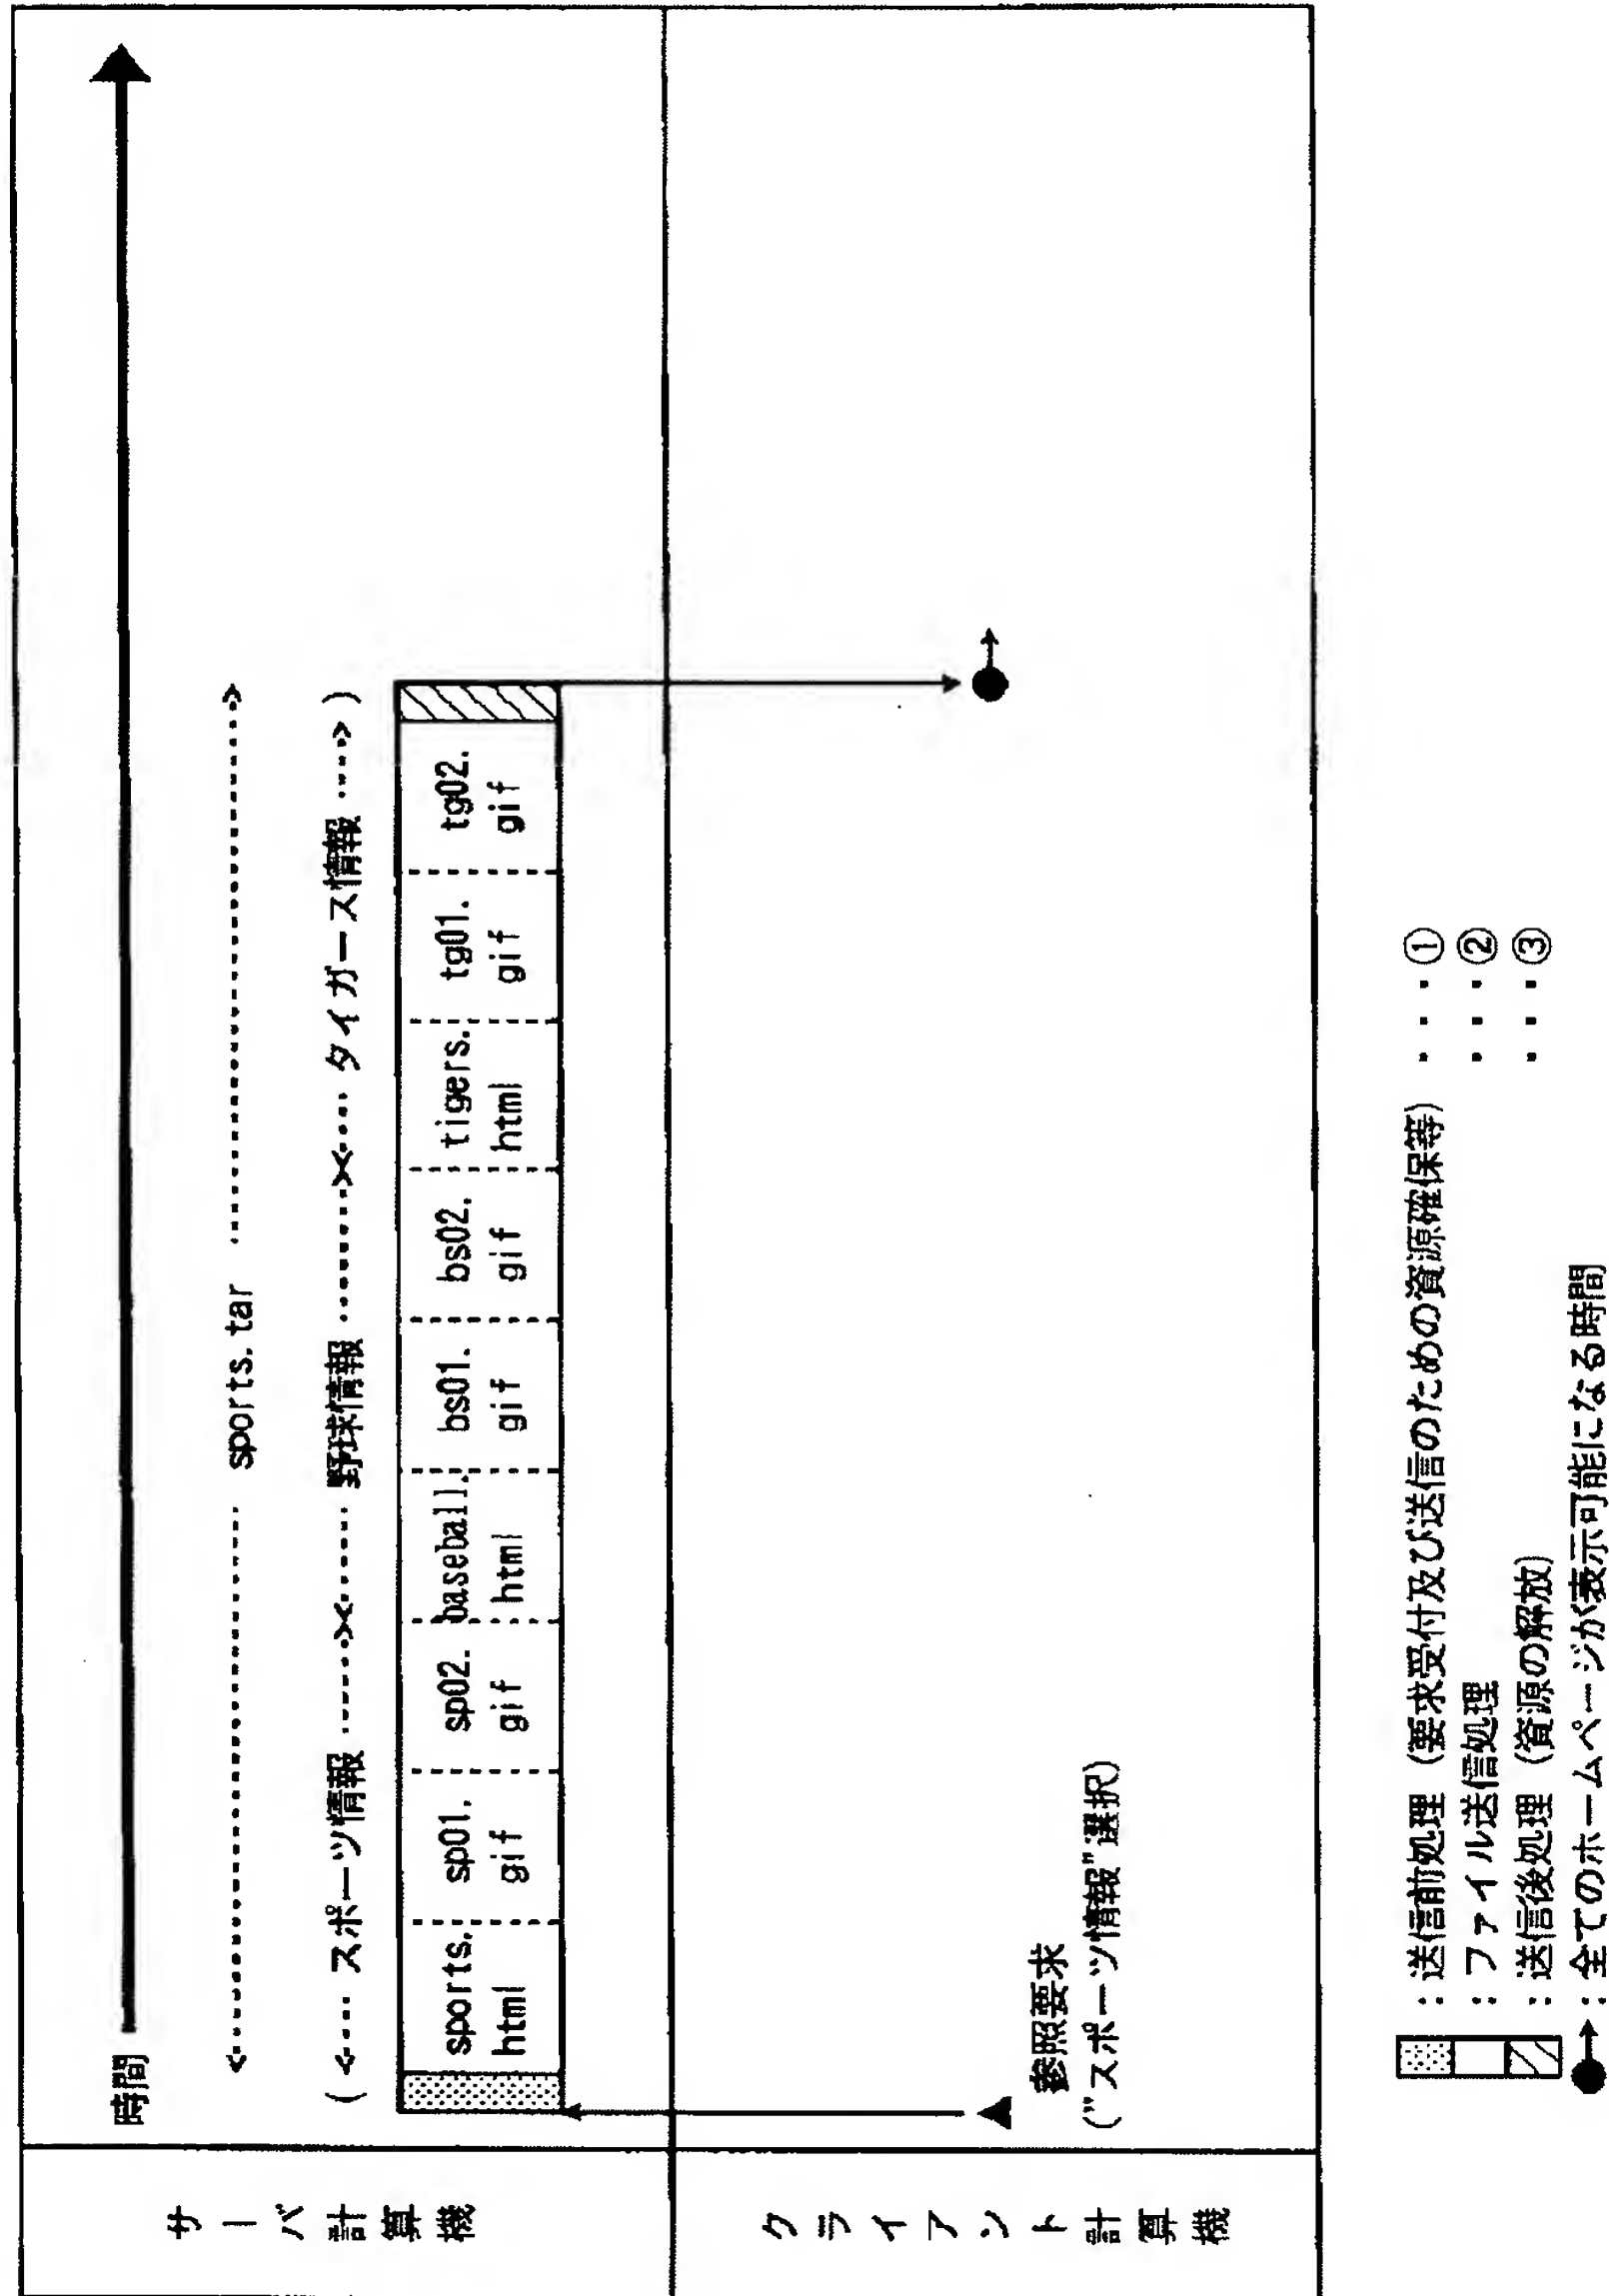 時間
<---- sports.tar ---->
( <---- スポーツ情報 ----><---- 野球情報 ----><---- タイガース情報 ----> )
sports.html
sp01.gif
sp02.gif
baseball.html
bs01.gif
bs02.gif
tigers.html
tg01.gif
tg02.gif
サーバ計算機
参照要求
("スポーツ情報"選択)
クライアント計算機
:送信前処理(要求受付及び送信のための資源確保等)・・・①
:ファイル送信処理・・・②
:送信後処理(資源の解放)・・・③
:全てのホームページが表示可能になる時間